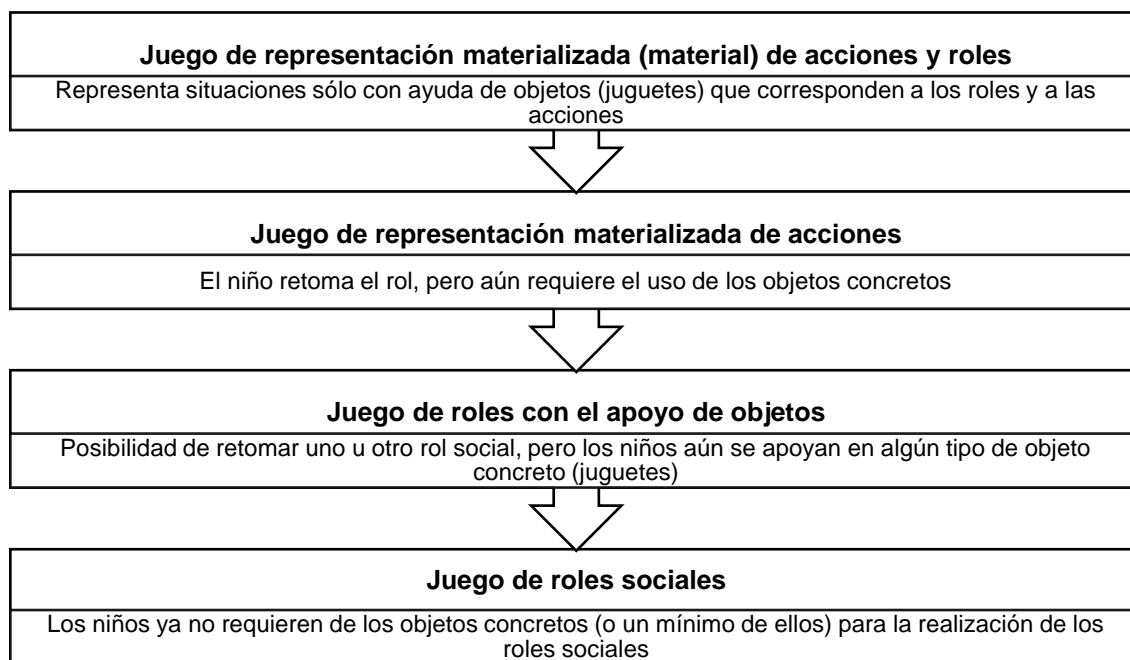 Juego de representación materializada (material) de acciones y roles
Representa situaciones sólo con ayuda de objetos (juguetes) que corresponden a los roles y a las
acciones
Juego de representación materializada de acciones
El niño retoma el rol, pero aún requiere el uso de los objetos concretos
Juego de roles con el apoyo de objetos
Posibilidad de retomar uno u otro rol social, pero los niños aún se apoyan en algún tipo de objeto
concreto (juguetes)
Juego de roles sociales
Los niños ya no requieren de los objetos concretos (o un mínimo de ellos) para la realización de los
roles sociales